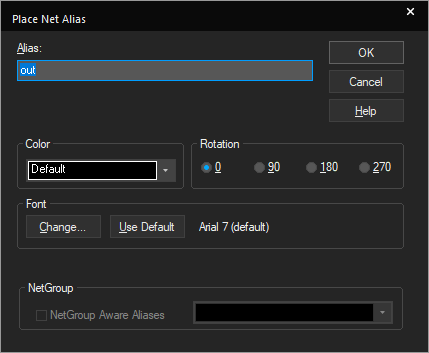 Place Net Alias
Alias:
out
OK
Cancel
Help
Color
Default
Rotation
0 90 180 270
Font
Change... Use Default Arial 7 (default)
NetGroup
NetGroup Aware Aliases